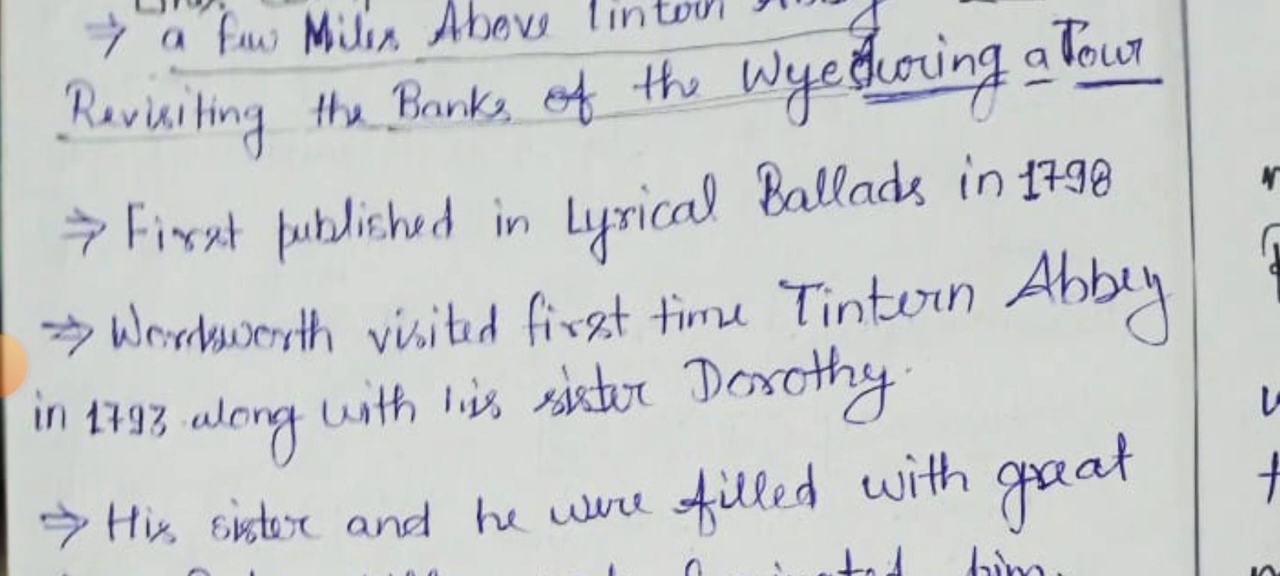 ⇒ a few Miles Above Tintern
Revisiting the Banks of the Wye during a Tour
⇒ First published in Lyrical Ballads in 1798
⇒ Wordsworth visited first time Tintern Abbey
in 1793 along with his sister Dorothy.
⇒ His sister and he were filled with great
him.